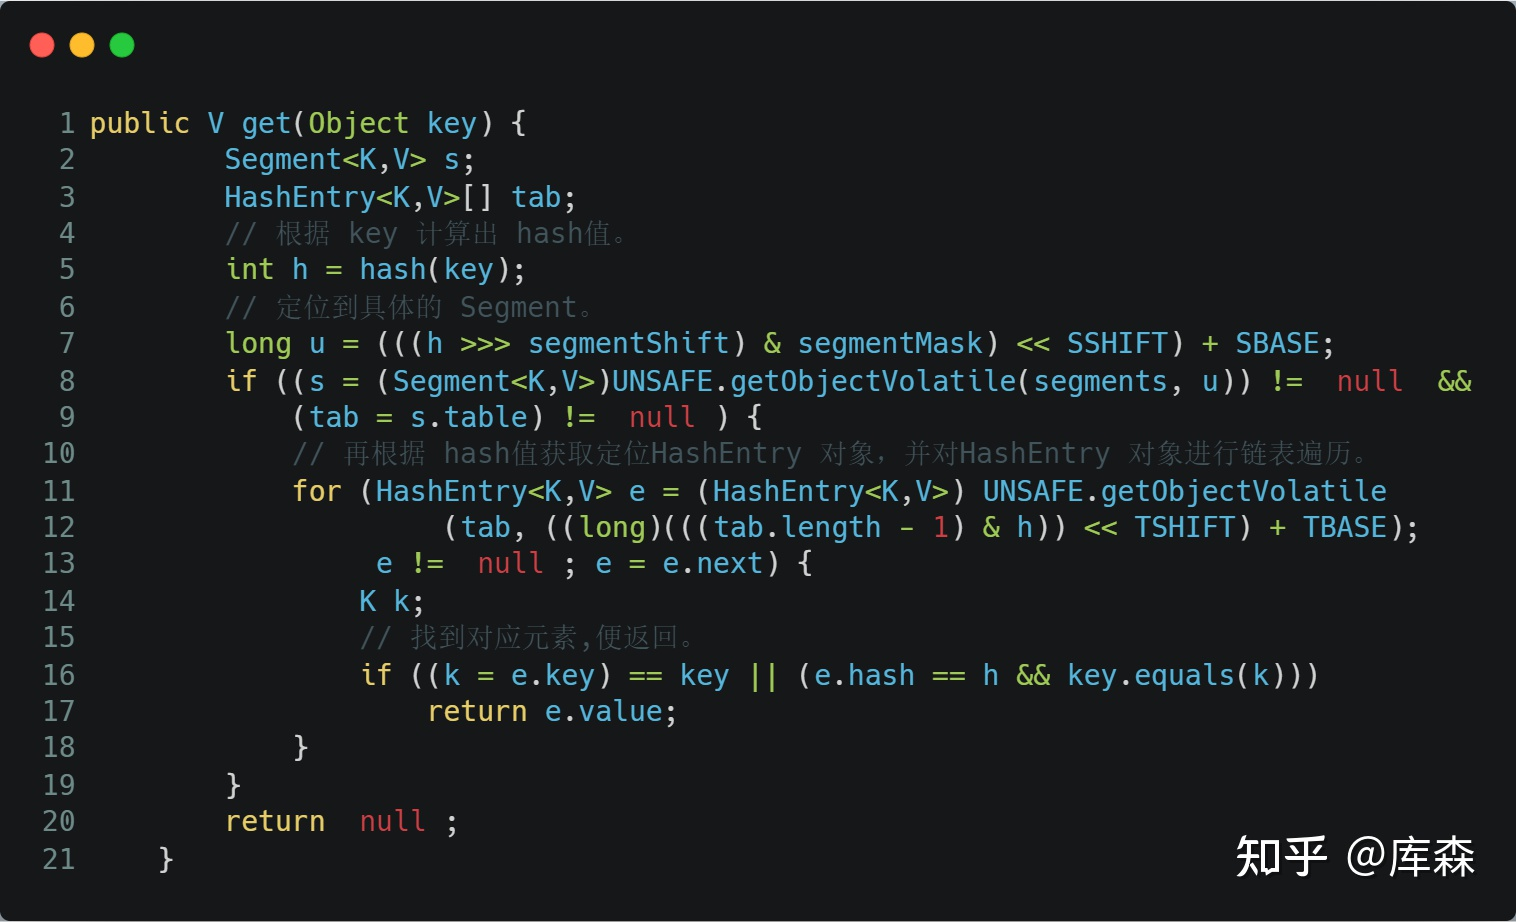 1 public V get(Object key) {
2         Segment<K,V> s;
3         HashEntry<K,V>[] tab;
4         // 根据 key 计算出 hash值。
5         int h = hash(key);
6         // 定位到具体的 Segment。
7         long u = (((h >>> segmentShift) & segmentMask) << SSHIFT) + SBASE;
8         if ((s = (Segment<K,V>)UNSAFE.getObjectVolatile(segments, u)) !=  null  &&
9             (tab = s.table) !=  null ) {
10             // 再根据 hash值获取定位HashEntry 对象，并对HashEntry 对象进行链表遍历。
11             for (HashEntry<K,V> e = (HashEntry<K,V>) UNSAFE.getObjectVolatile
12                      (tab, ((long)(((tab.length - 1) & h)) << TSHIFT) + TBASE);
13                  e !=  null ; e = e.next) {
14                 K k;
15                 // 找到对应元素,便返回。
16                 if ((k = e.key) == key || (e.hash == h && key.equals(k)))
17                     return e.value;
18             }
19         }
20         return  null ;
21     }
知乎 @库森